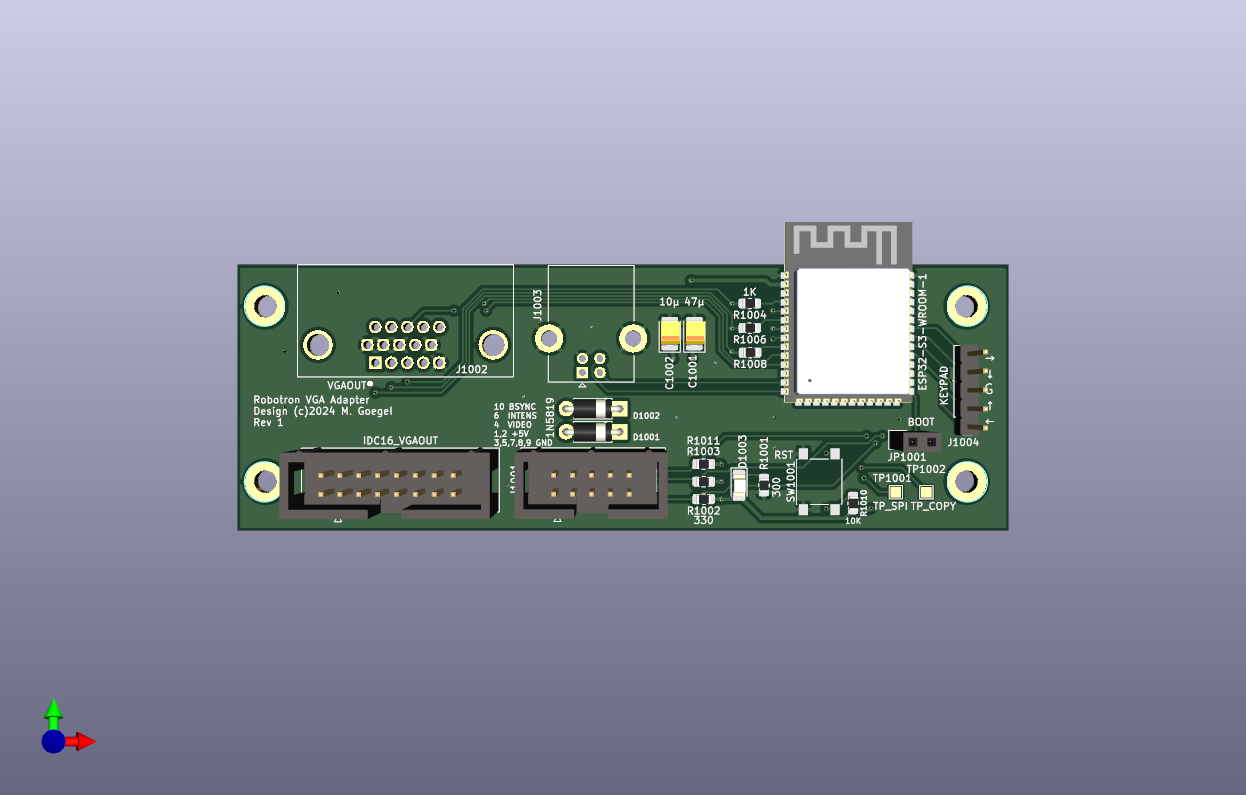 1K
10µ 47µ
R1004
R1006
R1008
J1003
C1002
C1001
ESP32-S3-WROOM-1
J1002
VGAOUT
Robotron VGA Adapter
Design (c)2024 M. Goegel
Rev 1
KEYPAD
→
↓
G
↑
←
J1004
10 BSYNC
6 INTENS
4 VIDEO
1,2 +5V
3,5,7,8,9 GND
1N5819
D1002
D1001
BOOT
JP1001
IDC16_VGAOUT
R1011
R1003
D1003
R1001
300
RST
SW1001
R1002
330
R1010
10K
TP1002
TP1001
TP_SPI
TP_COPY